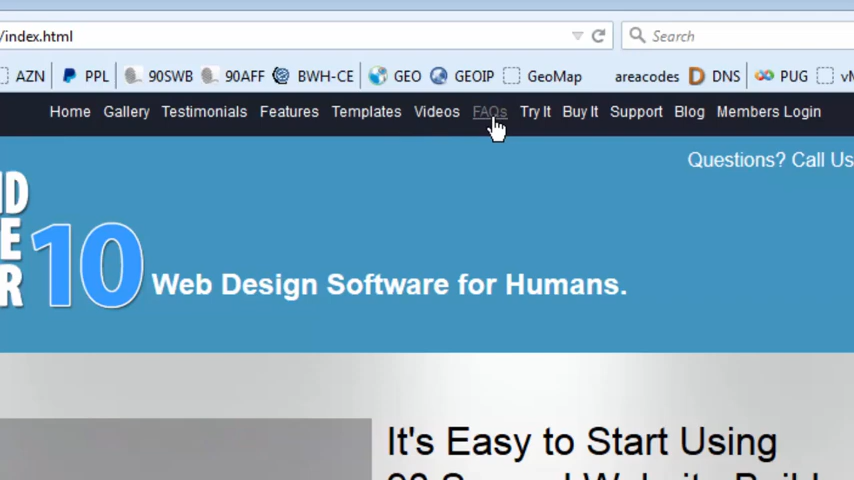 /index.html
Search
AZN PPL 90SWB 90AFF BWH-CE GEO GEOIP GeoMap areacodes DNS PUG
Home Gallery Testimonials Features Templates Videos FAQs Try It Buy It Support Blog Members Login
Questions? Call Us
10
Web Design Software for Humans.
It's Easy to Start Using